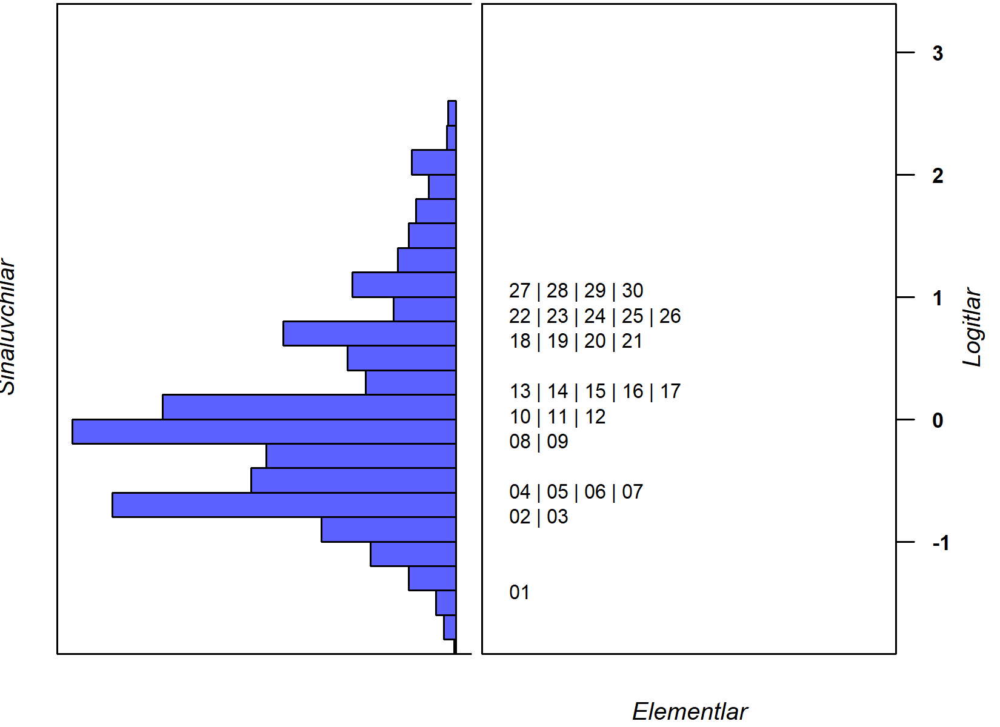 Sinaluvchilar
27 | 28 | 29 | 30
22 | 23 | 24 | 25 | 26
18 | 19 | 20 | 21
13 | 14 | 15 | 16 | 17
10 | 11 | 12
08 | 09
04 | 05 | 06 | 07
02 | 03
01
3
2
1
0
-1
Logitlar
Elementlar